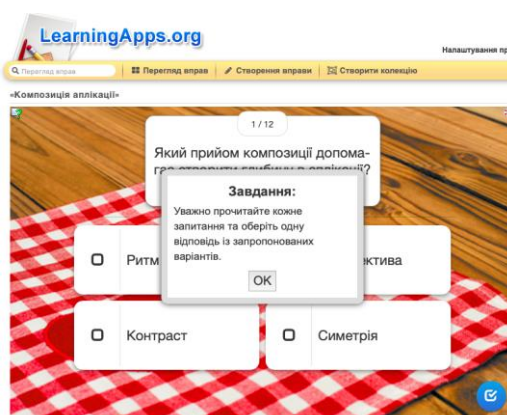 LearningApps.org
Налаштування пр
Перегляд вправ
Перегляд вправ
Створення вправи
Створити колекцію
«Композиція аплікації»
1 / 12
Який прийом композиції допома-
Завдання:
Уважно прочитайте кожне
запитання та оберіть одну
відповідь із запропонованих
варіантів.
OK
Ритм
ктива
Контраст
Симетрія